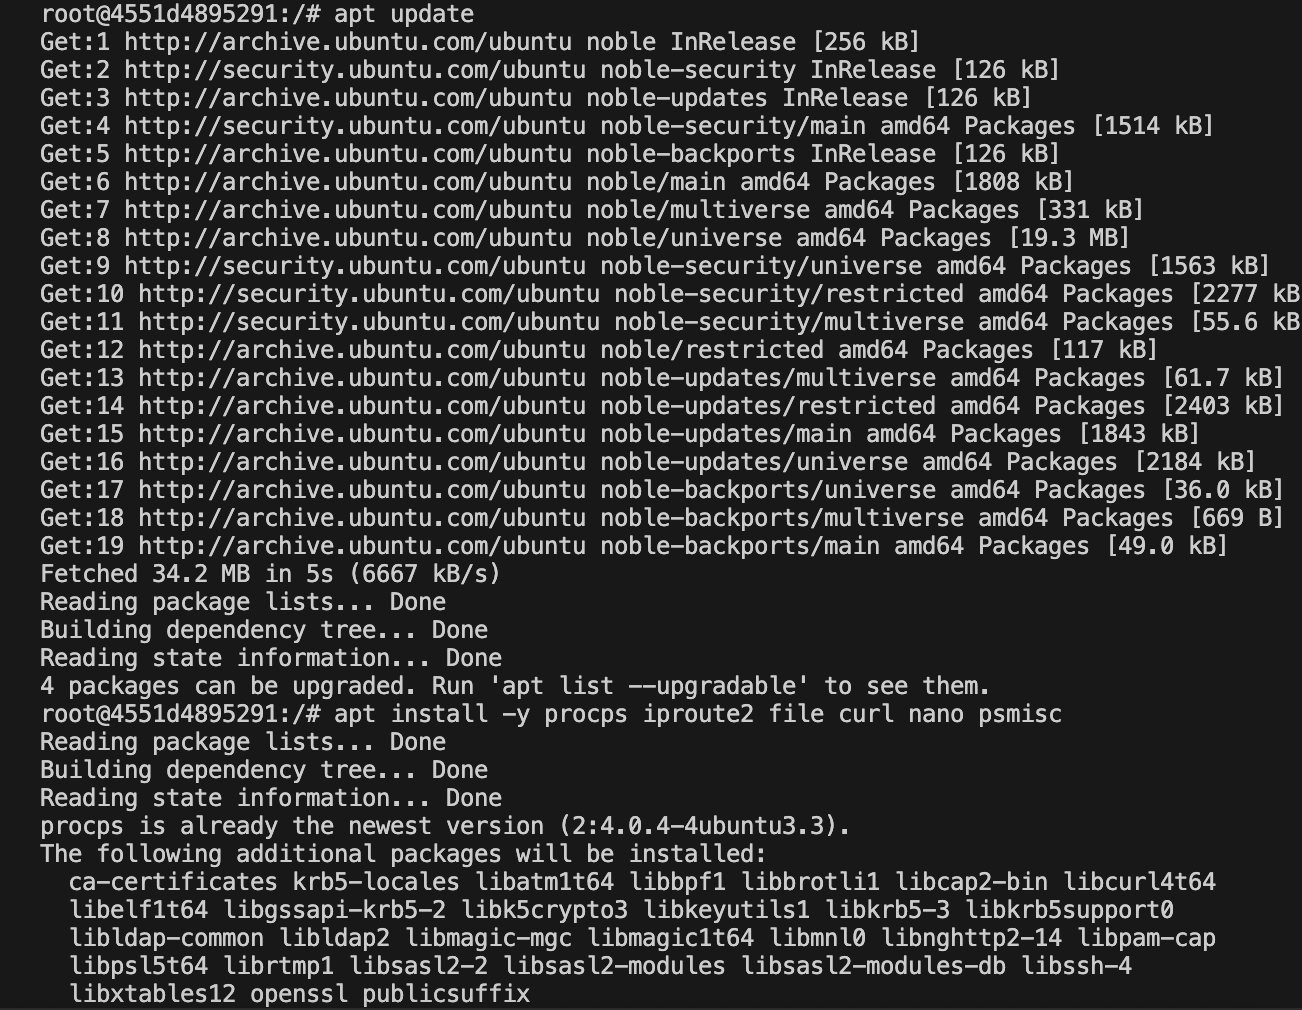 root@4551d4895291:/# apt update
Get:1 http://archive.ubuntu.com/ubuntu noble InRelease [256 kB]
Get:2 http://security.ubuntu.com/ubuntu noble-security InRelease [126 kB]
Get:3 http://archive.ubuntu.com/ubuntu noble-updates InRelease [126 kB]
Get:4 http://security.ubuntu.com/ubuntu noble-security/main amd64 Packages [1514 kB]
Get:5 http://archive.ubuntu.com/ubuntu noble-backports InRelease [126 kB]
Get:6 http://archive.ubuntu.com/ubuntu noble/main amd64 Packages [1808 kB]
Get:7 http://archive.ubuntu.com/ubuntu noble/multiverse amd64 Packages [331 kB]
Get:8 http://archive.ubuntu.com/ubuntu noble/universe amd64 Packages [19.3 MB]
Get:9 http://security.ubuntu.com/ubuntu noble-security/universe amd64 Packages [1563 kB]
Get:10 http://security.ubuntu.com/ubuntu noble-security/restricted amd64 Packages [2277 kB
Get:11 http://security.ubuntu.com/ubuntu noble-security/multiverse amd64 Packages [55.6 kB
Get:12 http://archive.ubuntu.com/ubuntu noble/restricted amd64 Packages [117 kB]
Get:13 http://archive.ubuntu.com/ubuntu noble-updates/multiverse amd64 Packages [61.7 kB]
Get:14 http://archive.ubuntu.com/ubuntu noble-updates/restricted amd64 Packages [2403 kB]
Get:15 http://archive.ubuntu.com/ubuntu noble-updates/main amd64 Packages [1843 kB]
Get:16 http://archive.ubuntu.com/ubuntu noble-updates/universe amd64 Packages [2184 kB]
Get:17 http://archive.ubuntu.com/ubuntu noble-backports/universe amd64 Packages [36.0 kB]
Get:18 http://archive.ubuntu.com/ubuntu noble-backports/multiverse amd64 Packages [669 B]
Get:19 http://archive.ubuntu.com/ubuntu noble-backports/main amd64 Packages [49.0 kB]
Fetched 34.2 MB in 5s (6667 kB/s)
Reading package lists... Done
Building dependency tree... Done
Reading state information... Done
4 packages can be upgraded. Run 'apt list --upgradable' to see them.
root@4551d4895291:/# apt install -y procps iproute2 file curl nano psmisc
Reading package lists... Done
Building dependency tree... Done
Reading state information... Done
procps is already the newest version (2:4.0.4-4ubuntu3.3).
The following additional packages will be installed:
ca-certificates krb5-locales libatm1t64 libbpf1 libbrotli1 libcap2-bin libcurl4t64
libelf1t64 libgssapi-krb5-2 libk5crypto3 libkeyutils1 libkrb5-3 libkrb5support0
libldap-common libldap2 libmagic-mgc libmagic1t64 libmnl0 libnghttp2-14 libpam-cap
libpsl5t64 librtmp1 libsasl2-2 libsasl2-modules libsasl2-modules-db libssh-4
libxtables12 openssl publicsuffix